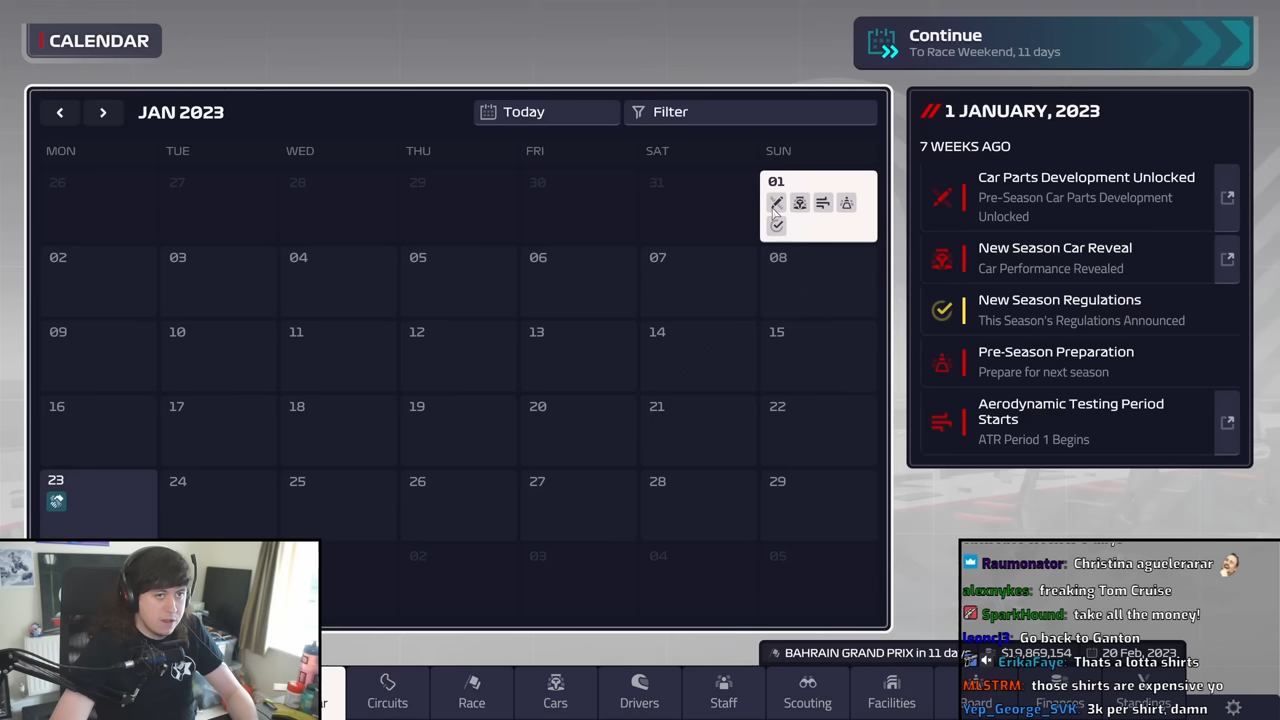 CALENDAR
Continue
To Race Weekend, 11 days
JAN 2023
Today
Filter
MON TUE WED THU FRI SAT SUN
26 27 28 29 30 31 01
02 03 04 05 06 07 08
09 10 11 12 13 14 15
16 17 18 19 20 21 22
23 24 25 26 27 28 29
02 03 04 05
1 JANUARY, 2023
7 WEEKS AGO
Car Parts Development Unlocked
Pre-Season Car Parts Development
Unlocked
New Season Car Reveal
Car Performance Revealed
New Season Regulations
This Season's Regulations Announced
Pre-Season Preparation
Prepare for next season
Aerodynamic Testing Period
Starts
ATR Period 1 Begins
Raumonator: Christina aguelerarar
alexnykes: freaking Tom Cruise
SparkHound: take all the money!
Go back to Ganton
ErikaFaye: Thats a lotta shirts
MLSTRM: those shirts are expensive yo
Yep_George_SVK: 3k per shirt, damn
BAHRAIN GRAND PRIX in 11 days
$19,869,154
20 Feb, 2023
Circuits
Race
Cars
Drivers
Staff
Scouting
Facilities